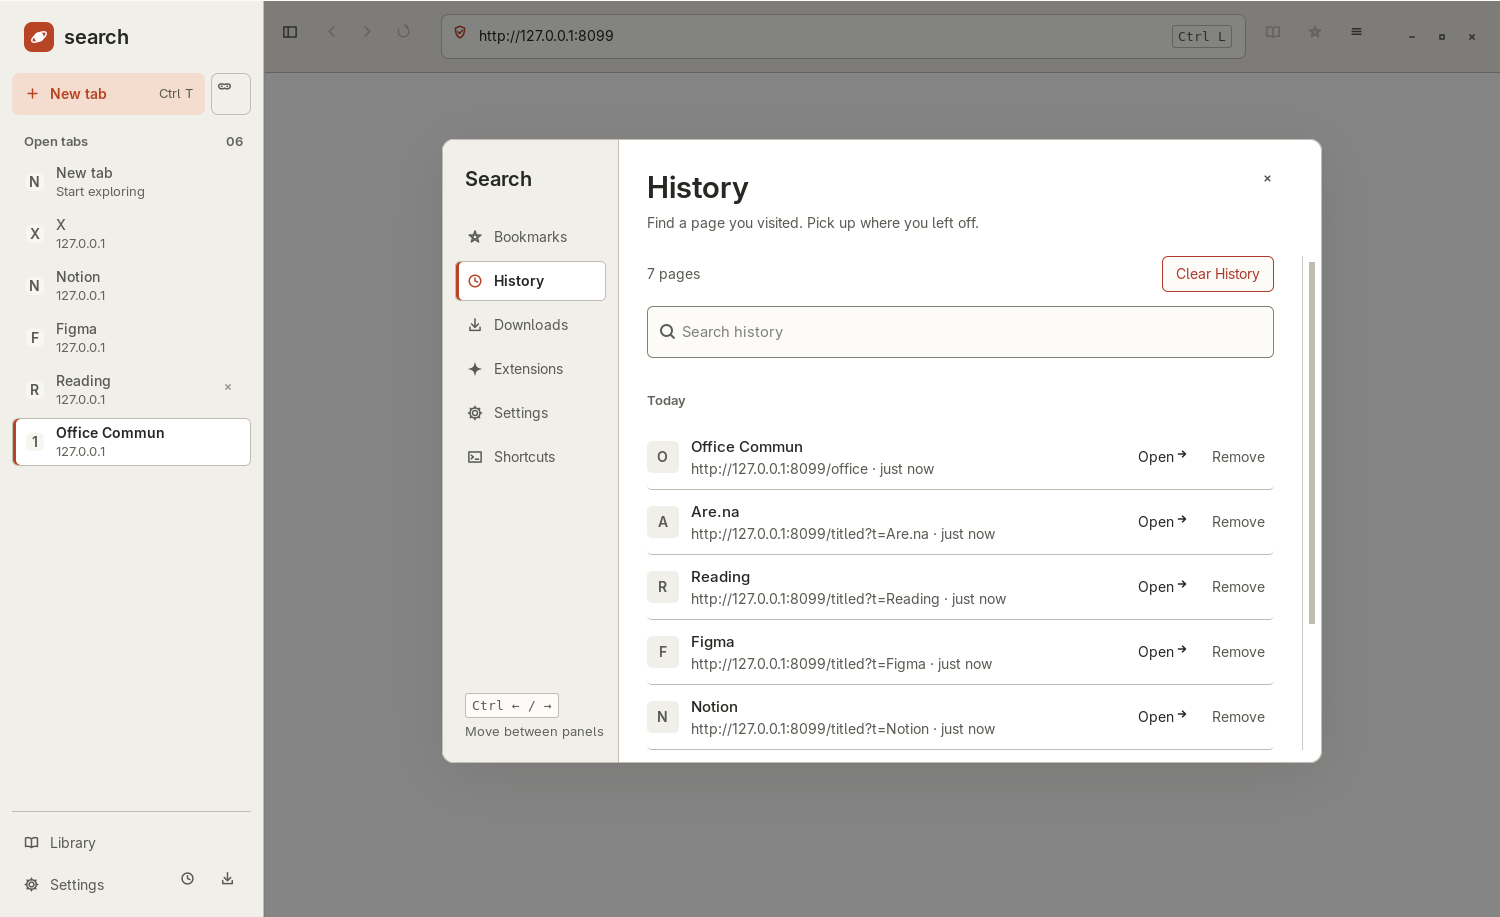 search
New tab
Ctrl T
Open tabs
06
N
New tab
Start exploring
X
X
127.0.0.1
N
Notion
127.0.0.1
F
Figma
127.0.0.1
R
Reading
127.0.0.1
1
Office Commun
127.0.0.1
Library
Settings
http://127.0.0.1:8099
Ctrl L
Search
Bookmarks
History
Downloads
Extensions
Settings
Shortcuts
Ctrl ← / →
Move between panels
History
Find a page you visited. Pick up where you left off.
7 pages
Clear History
Search history
Today
O
Office Commun
http://127.0.0.1:8099/office · just now
Open →
Remove
A
Are.na
http://127.0.0.1:8099/titled?t=Are.na · just now
Open →
Remove
R
Reading
http://127.0.0.1:8099/titled?t=Reading · just now
Open →
Remove
F
Figma
http://127.0.0.1:8099/titled?t=Figma · just now
Open →
Remove
N
Notion
http://127.0.0.1:8099/titled?t=Notion · just now
Open →
Remove